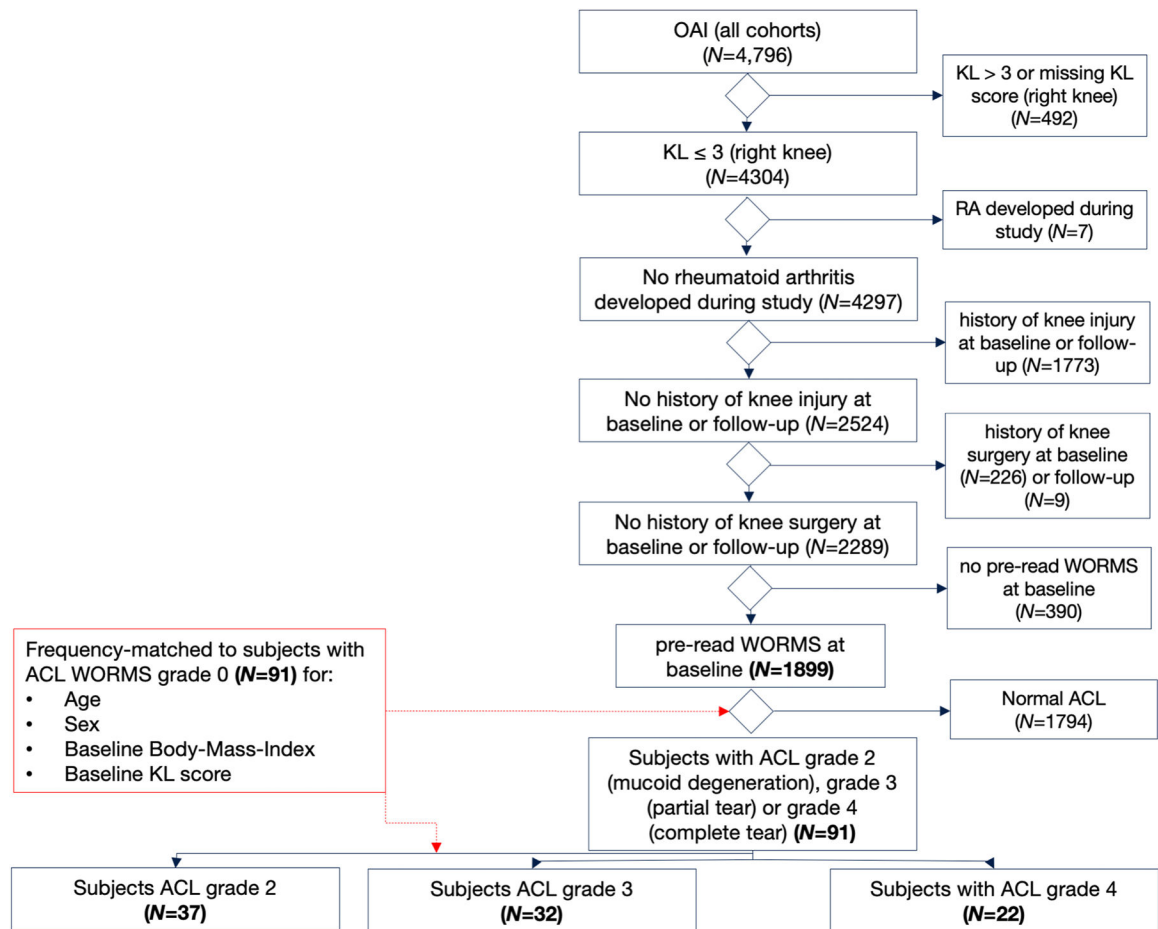 OAI (all cohorts)
(N=4,796)
KL > 3 or missing KL
score (right knee)
(N=492)
KL ≤ 3 (right knee)
(N=4304)
RA developed during
study (N=7)
No rheumatoid arthritis
developed during study (N=4297)
history of knee injury
at baseline or follow-
up (N=1773)
No history of knee injury at
baseline or follow-up (N=2524)
history of knee
surgery at baseline
(N=226) or follow-up
(N=9)
No history of knee surgery at
baseline or follow-up (N=2289)
no pre-read WORMS
at baseline
(N=390)
pre-read WORMS at
baseline (N=1899)
Frequency-matched to subjects with
ACL WORMS grade 0 (N=91) for:
• Age
• Sex
• Baseline Body-Mass-Index
• Baseline KL score
Normal ACL
(N=1794)
Subjects with ACL grade 2
(mucoid degeneration), grade 3
(partial tear) or grade 4
(complete tear) (N=91)
Subjects ACL grade 2
(N=37)
Subjects ACL grade 3
(N=32)
Subjects with ACL grade 4
(N=22)